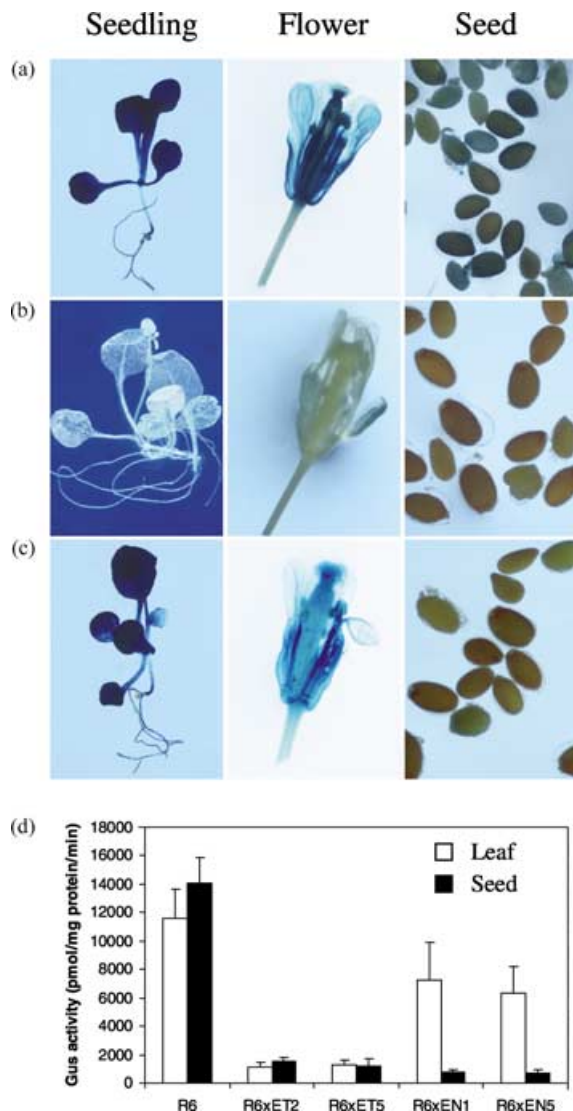 Seedling Flower Seed
(a)
(b)
(c)
(d)
Gus activity (pmol/mg protein/min)
18000
16000
14000
12000
10000
8000
6000
4000
2000
0
Leaf
Seed
R6 R6xET2 R6xET5 R6xEN1 R6xEN5